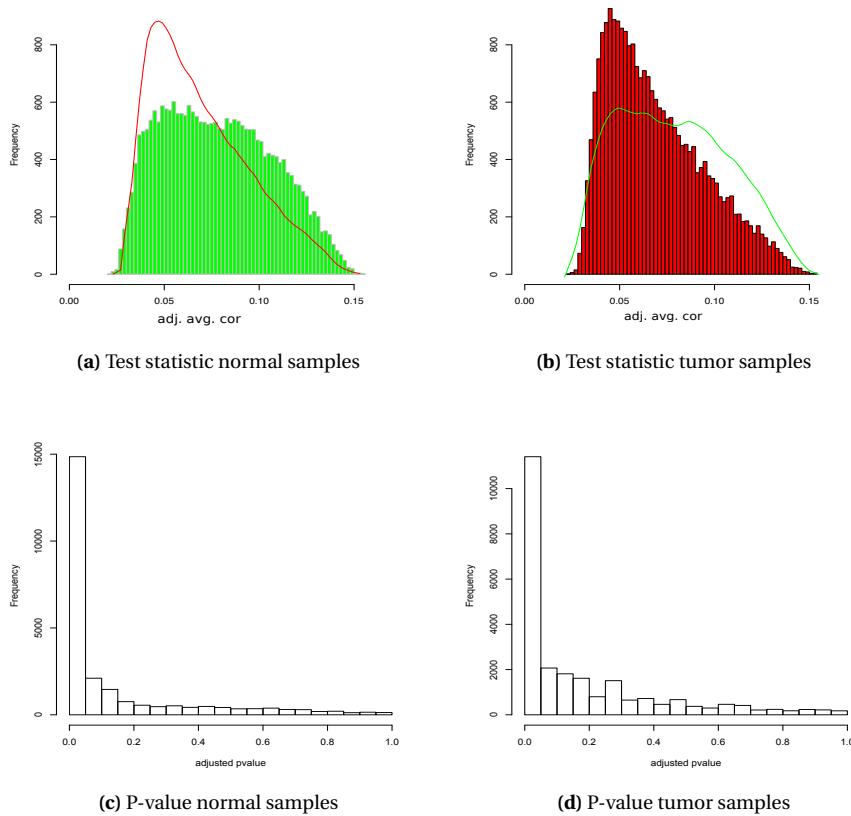 800
600
400
200
0
Frequency
0.00 0.05 0.10 0.15
adj. avg. cor
(a) Test statistic normal samples
800
600
400
200
0
Frequency
0.00 0.05 0.10 0.15
adj. avg. cor
(b) Test statistic tumor samples
15000
10000
5000
0
Frequency
0.0 0.2 0.4 0.6 0.8 1.0
adjusted pvalue
(c) P-value normal samples
10000
8000
6000
4000
2000
0
Frequency
0.0 0.2 0.4 0.6 0.8 1.0
adjusted pvalue
(d) P-value tumor samples